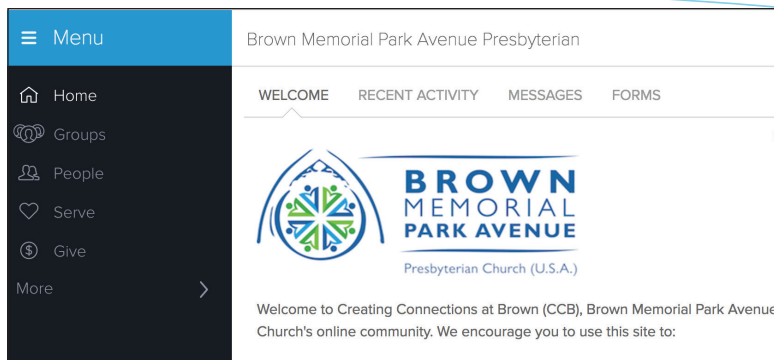 Menu
Brown Memorial Park Avenue Presbyterian
Home
Groups
People
Serve
Give
More
WELCOME RECENT ACTIVITY MESSAGES FORMS
BROWN
MEMORIAL
PARK AVENUE
Presbyterian Church (U.S.A.)
Welcome to Creating Connections at Brown (CCB), Brown Memorial Park Avenue
Church's online community. We encourage you to use this site to: